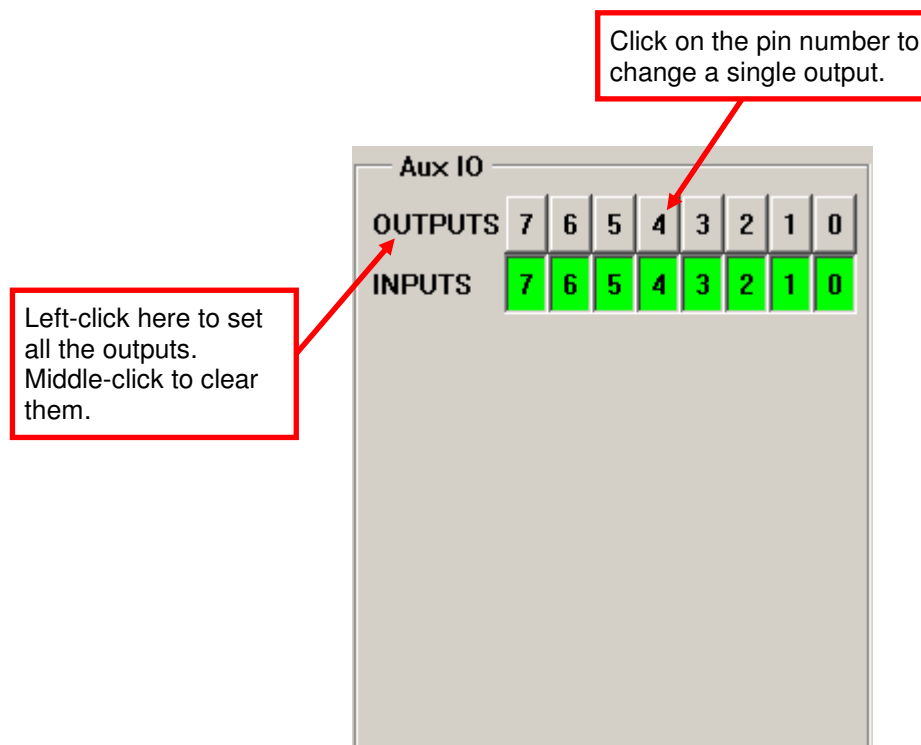 Click on the pin number to
change a single output.
Aux IO
OUTPUTS 7 6 5 4 3 2 1 0
INPUTS 7 6 5 4 3 2 1 0
Left-click here to set
all the outputs.
Middle-click to clear
them.